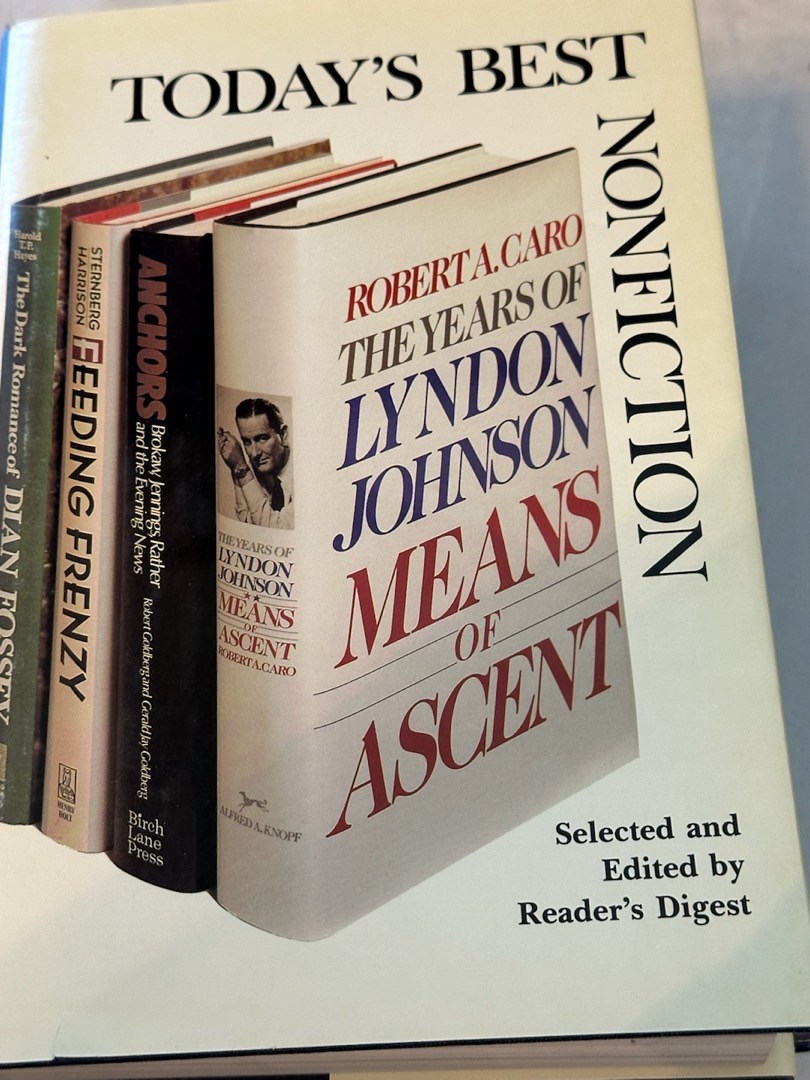 TODAY'S BEST
NONFICTION
Harold
T.P.
Hayes
The Dark Romance of DIAN FOSSEY
STERNBERG
HARRISON
FEEDING FRENZY
HENRY
HOLT
ANCHORS
Brokaw, Jennings, Rather
and the Evening News
Robert Goldberg and Gerald Jay Goldberg
Birch
Lane
Press
THE YEARS OF
LYNDON
JOHNSON
★★
MEANS
OF
ASCENT
ROBERT A. CARO
ALFRED A. KNOPF
ROBERT A. CARO
THE YEARS OF
LYNDON
JOHNSON
MEANS
OF
ASCENT
Selected and
Edited by
Reader's Digest